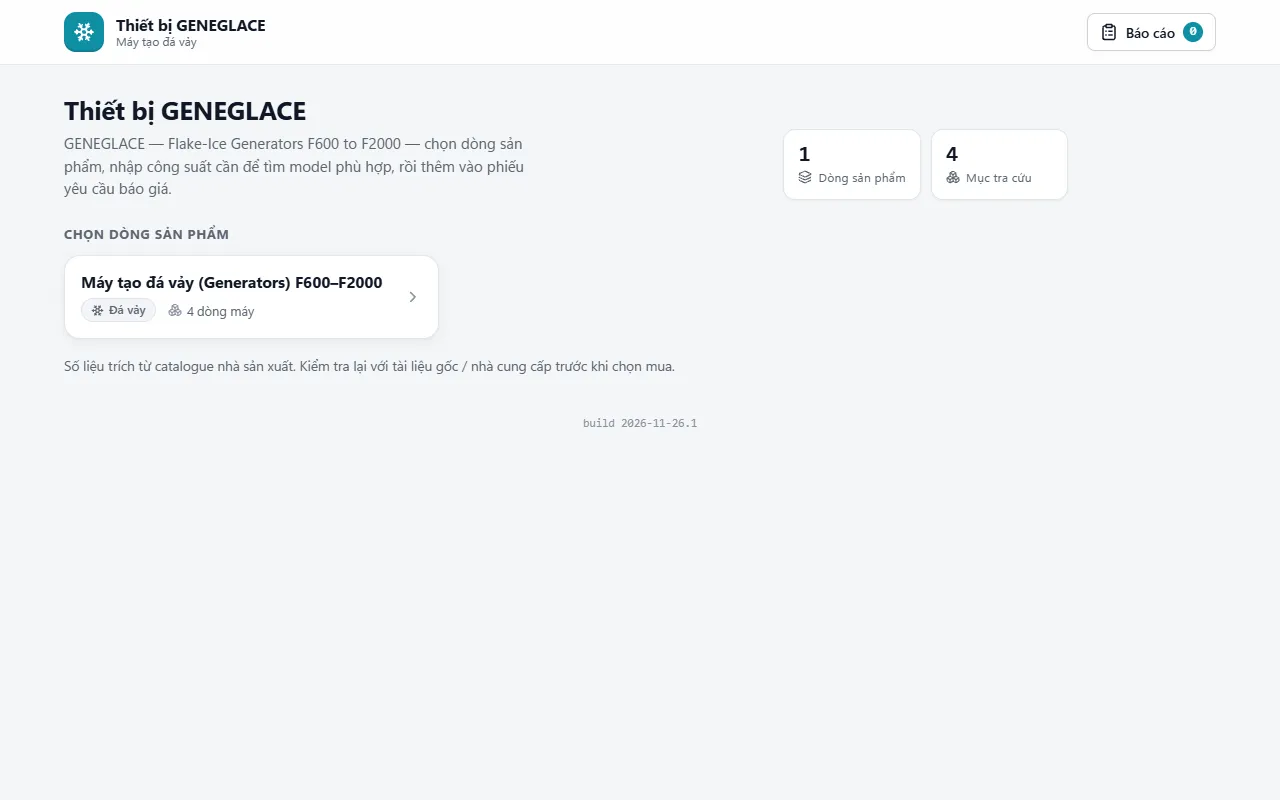 Thiết bị GENEGLACE
Máy tạo đá vảy
Báo cáo 0
Thiết bị GENEGLACE
GENEGLACE — Flake-Ice Generators F600 to F2000 — chọn dòng sản
phẩm, nhập công suất cần để tìm model phù hợp, rồi thêm vào phiếu
yêu cầu báo giá.
1
Dòng sản phẩm
4
Mục tra cứu
CHỌN DÒNG SẢN PHẨM
Máy tạo đá vảy (Generators) F600–F2000
Đá vảy
4 dòng máy
Số liệu trích từ catalogue nhà sản xuất. Kiểm tra lại với tài liệu gốc / nhà cung cấp trước khi chọn mua.
build 2026-11-26.1